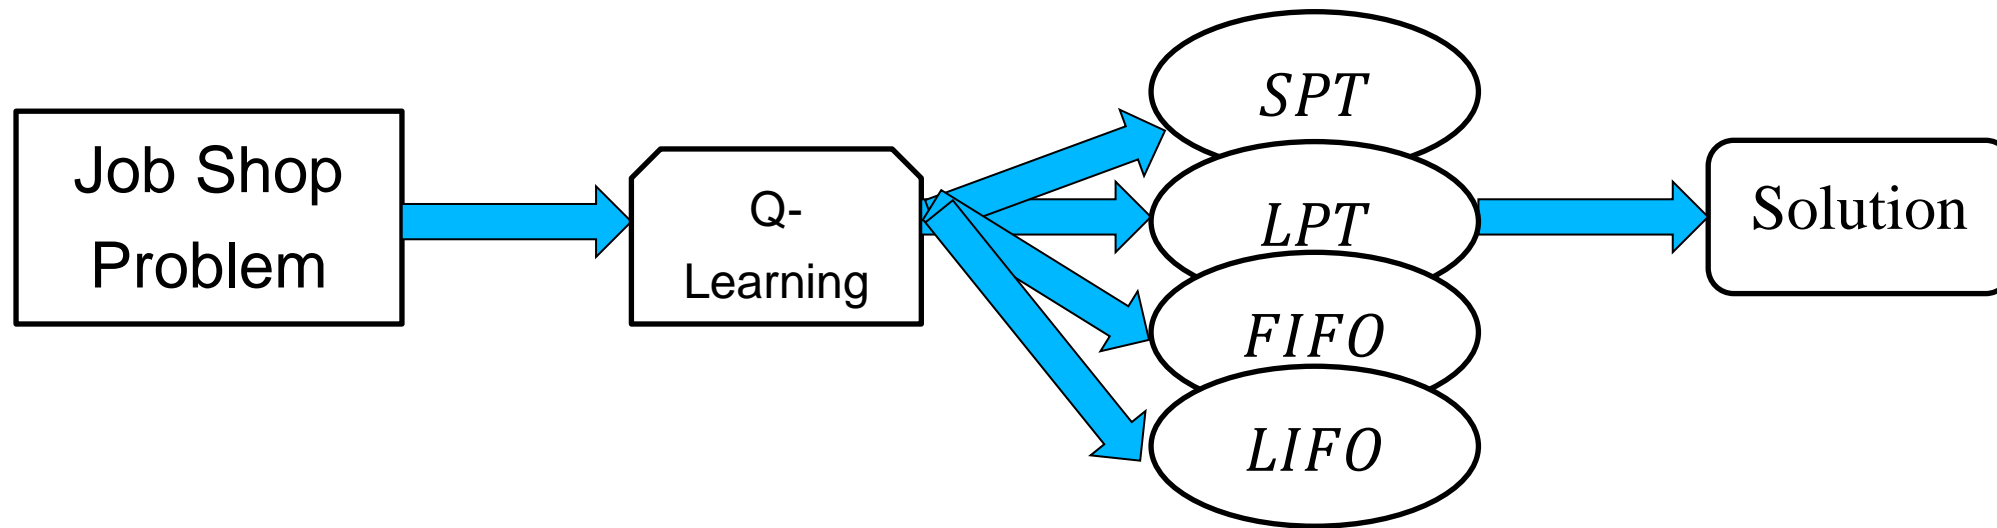 Job Shop
Problem
Q-
Learning
SPT
LPT
FIFO
LIFO
Solution